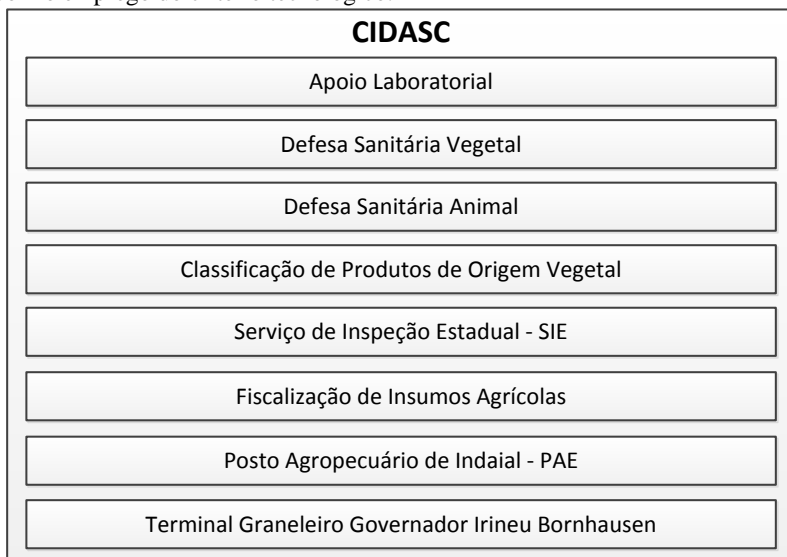 CIDASC
Apoio Laboratorial
Defesa Sanitária Vegetal
Defesa Sanitária Animal
Classificação de Produtos de Origem Vegetal
Serviço de Inspeção Estadual - SIE
Fiscalização de Insumos Agrícolas
Posto Agropecuário de Indaial - PAE
Terminal Graneleiro Governador Irineu Bornhausen